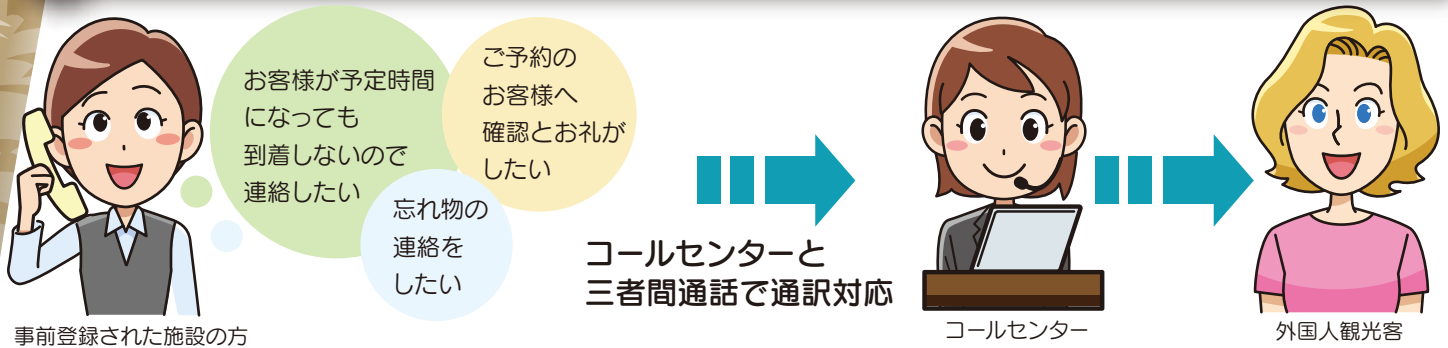 お客様が予定時間
になっても
到着しないので
連絡したい
ご予約の
お客様へ
確認とお礼が
したい
忘れ物の
連絡を
したい
コールセンターと
三者間通話で通訳対応
事前登録された施設の方
コールセンター
外国人観光客